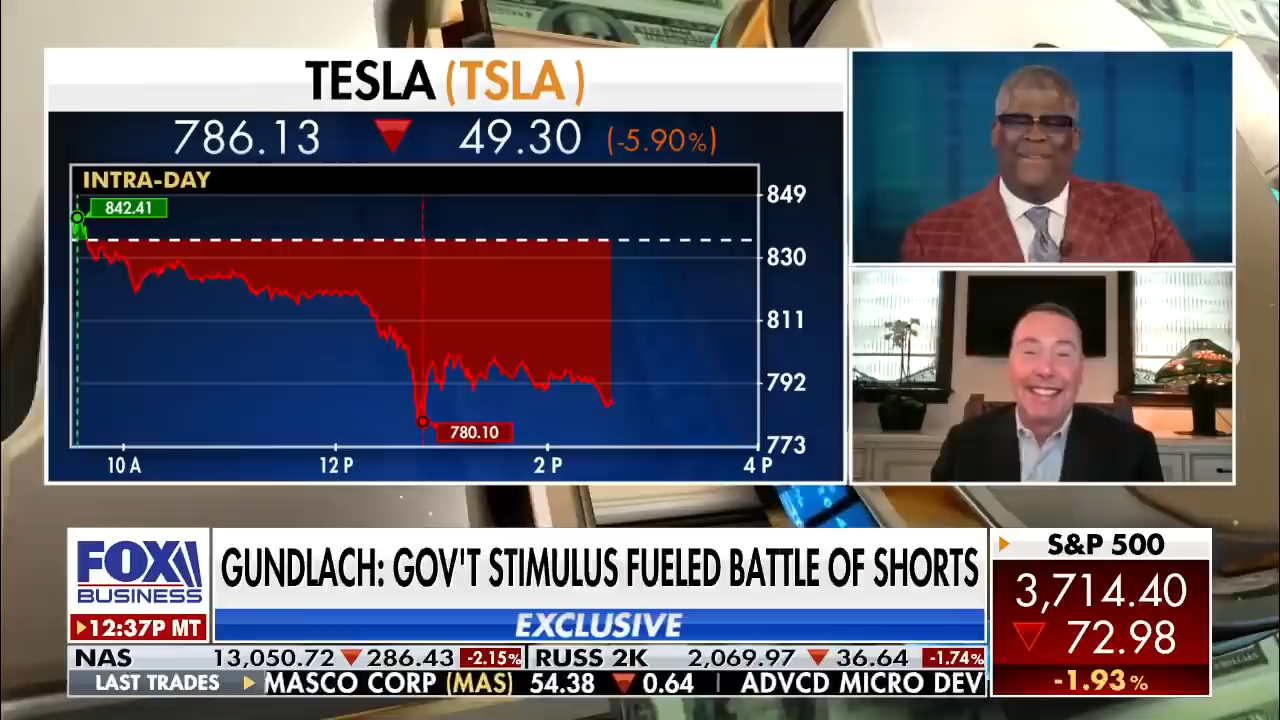 TESLA (TSLA )
786.13 ▼ 49.30 (-5.90%)
INTRA-DAY
842.41
849
830
811
792
773
780.10
10 A
12 P
2 P
4 P
FOX
BUSINESS
12:37P MT
GUNDLACH: GOV'T STIMULUS FUELED BATTLE OF SHORTS
EXCLUSIVE
S&P 500
3,714.40
▼ 72.98
-1.93%
NAS 13,050.72 ▼ 286.43 -2.15% RUSS 2K 2,069.97 ▼ 36.64 -1.74%
LAST TRADES MASCO CORP (MAS) 54.38 ▼ 0.64 | ADVCD MICRO DEV